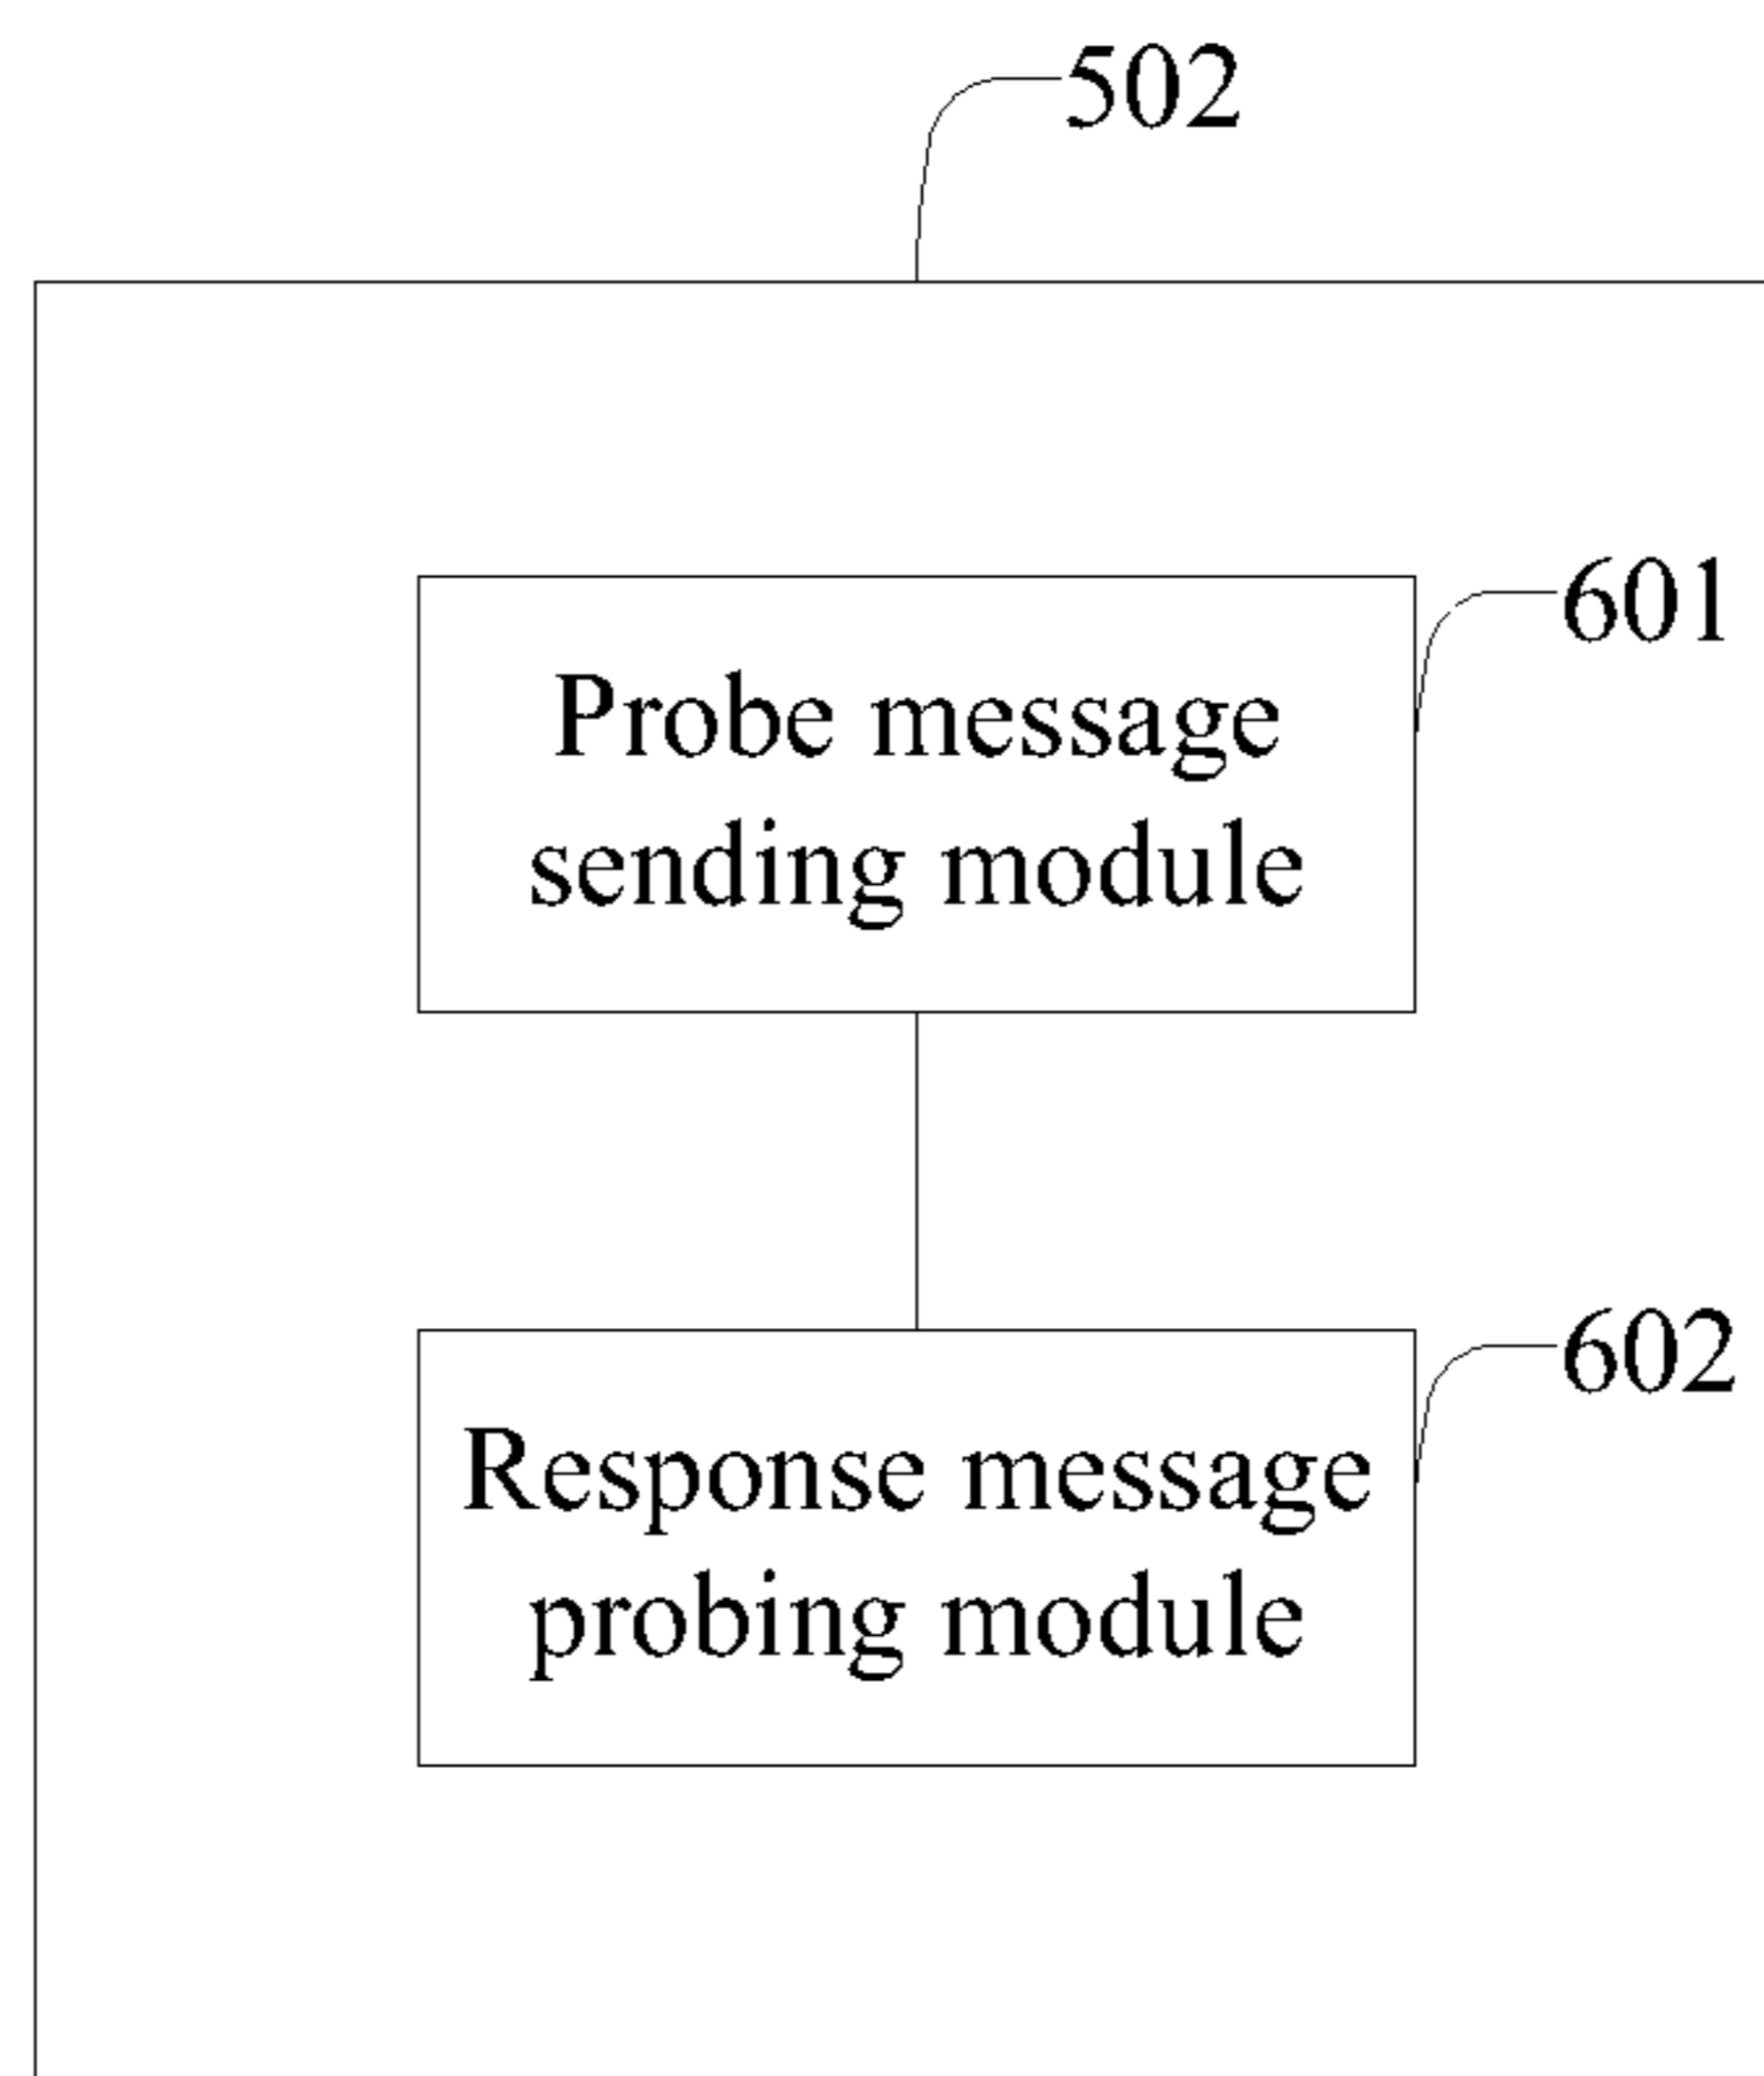 502
601
Probe message
sending module
602
Response message
probing module